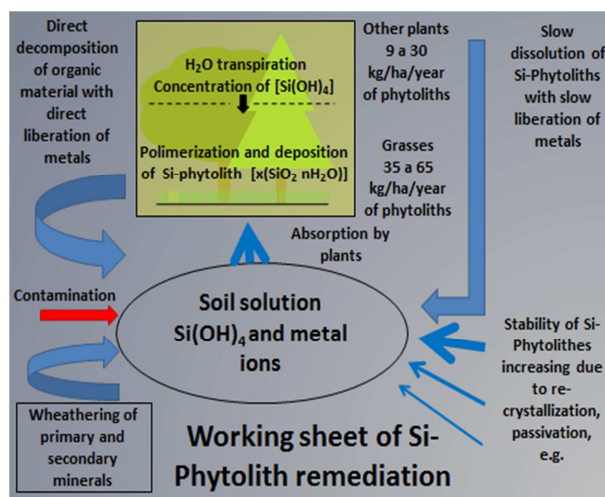 Direct
decomposition
of organic
material with
direct
liberation of
metals
H₂O transpiration
Concentration of [Si(OH)₄]
Polimerization and deposition
of Si-phytolith [x(SiO₂ nH₂O)]
Other plants
9 a 30
kg/ha/year
of phytoliths
Grasses
35 a 65
kg/ha/year
of phytoliths
Slow
dissolution of
Si-Phytoliths
with slow
liberation of
metals
Absorption by
plants
Contamination
Soil solution
Si(OH)₄ and metal
ions
Stability of Si-
Phytolithes
increasing due
to re-
crystallization,
passivation,
e.g.
Wheathering of
primary and
secondary
minerals
Working sheet of Si-
Phytolith remediation